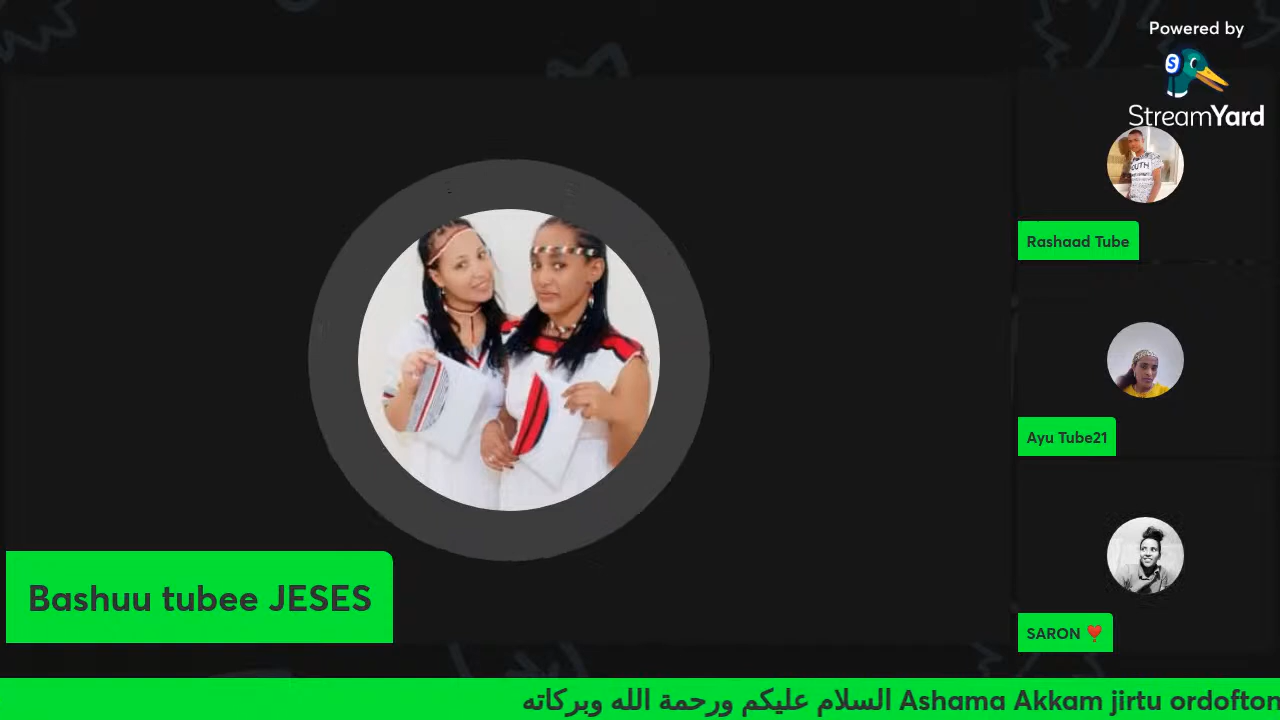 Powered by
StreamYard
Rashaad Tube
Ayu Tube21
SARON ❣️
Bashuu tubee JESES
السلام عليكم ورحمة الله وبركاته Ashama Akkam jirtu ordofton